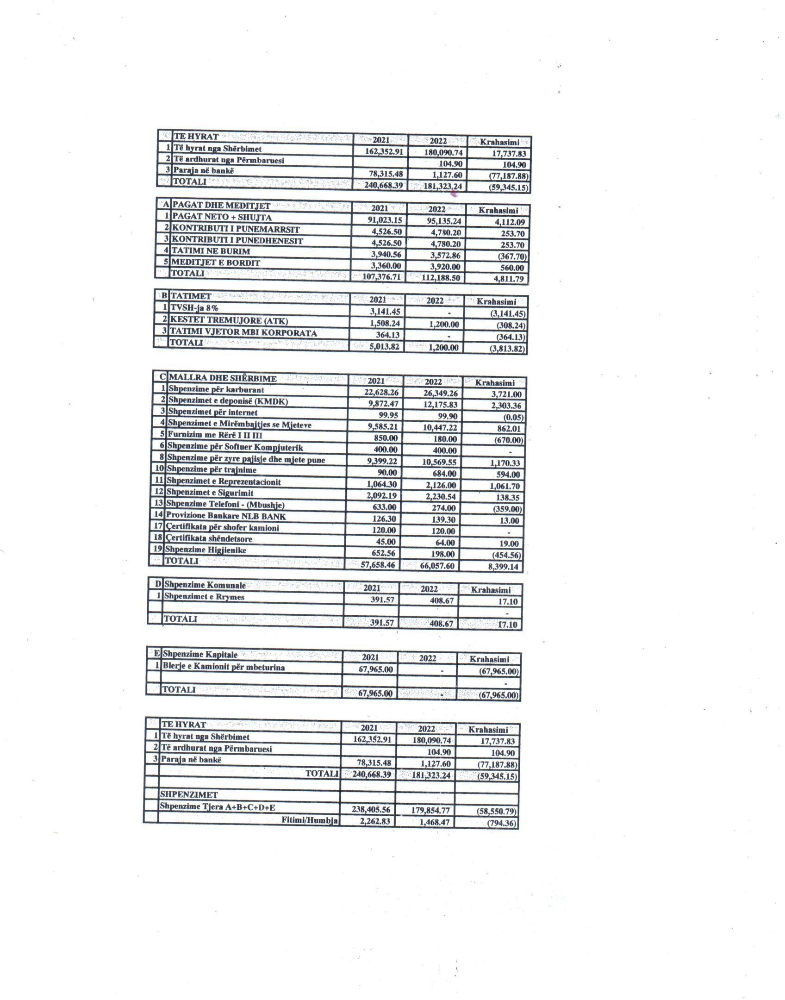 TE HYRAT 2021 2022 Krahasimi
1 Të hyrat nga Shërbimet 162,352.91 180,090.74 17,737.83
2 Të ardhurat nga Përmbaruesi 104.90 104.90
3 Paraja në bankë 78,315.48 1,127.60 (77,187.88)
TOTALI 240,668.39 181,323.24 (59,345.15)
A PAGAT DHE MEDITJET 2021 2022 Krahasimi
1 PAGAT NETO + SHUJTA 91,023.15 95,135.24 4,112.09
2 KONTRIBUTI I PUNEMARRSIT 4,526.50 4,780.20 253.70
3 KONTRIBUTI I PUNEDHENESIT 4,526.50 4,780.20 253.70
4 TATIMI NE BURIM 3,940.56 3,572.86 (367.70)
5 MEDITJET E BORDIT 3,360.00 3,920.00 560.00
TOTALI 107,376.71 112,188.50 4,811.79
B TATIMET 2021 2022 Krahasimi
1 TVSH-ja 8% 3,141.45 - (3,141.45)
2 KESTET TREMUJORE (ATK) 1,508.24 1,200.00 (308.24)
3 TATIMI VJETOR MBI KORPORATA 364.13 - (364.13)
TOTALI 5,013.82 1,200.00 (3,813.82)
C MALLRA DHE SHËRBIME 2021 2022 Krahasimi
1 Shpenzime për karburant 22,628.26 26,349.26 3,721.00
2 Shpenzimet e deponisë (KMDK) 9,872.47 12,175.83 2,303.36
3 Shpenzimet për internet 99.95 99.90 (0.05)
4 Shpenzimet e Mirëmbajtjes se Mjeteve 9,585.21 10,447.22 862.01
5 Furnizim me Rërë I II III 850.00 180.00 (670.00)
6 Shpenzime për Softuer Kompjuterik 400.00 400.00 -
8 Shpenzime për zyre pajisje dhe mjete pune 9,399.22 10,569.55 1,170.33
10 Shpenzime për trajnime 90.00 684.00 594.00
11 Shpenzimet e Reprezentacionit 1,064.30 2,126.00 1,061.70
12 Shpenzimet e Sigurimit 2,092.19 2,230.54 138.35
13 Shpenzime Telefoni - (Mbushje) 633.00 274.00 (359.00)
14 Provizione Bankare NLB BANK 126.30 139.30 13.00
17 Çertifikata për shofer kamioni 120.00 120.00 -
18 Çertifikata shëndetsore 45.00 64.00 19.00
19 Shpenzime Higjienike 652.56 198.00 (454.56)
TOTALI 57,658.46 66,057.60 8,399.14
D Shpenzime Komunale 2021 2022 Krahasimi
1 Shpenzimet e Rrymes 391.57 408.67 17.10
-
TOTALI 391.57 408.67 17.10
E Shpenzime Kapitale 2021 2022 Krahasimi
1 Blerje e Kamionit për mbeturina 67,965.00 - (67,965.00)
-
TOTALI 67,965.00 - (67,965.00)
TE HYRAT 2021 2022 Krahasimi
1 Të hyrat nga Shërbimet 162,352.91 180,090.74 17,737.83
2 Të ardhurat nga Përmbaruesi 104.90 104.90
3 Paraja në bankë 78,315.48 1,127.60 (77,187.88)
TOTALI 240,668.39 181,323.24 (59,345.15)
SHPENZIMET
Shpenzime Tjera A+B+C+D+E 238,405.56 179,854.77 (58,550.79)
Fitimi/Humbja 2,262.83 1,468.47 (794.36)